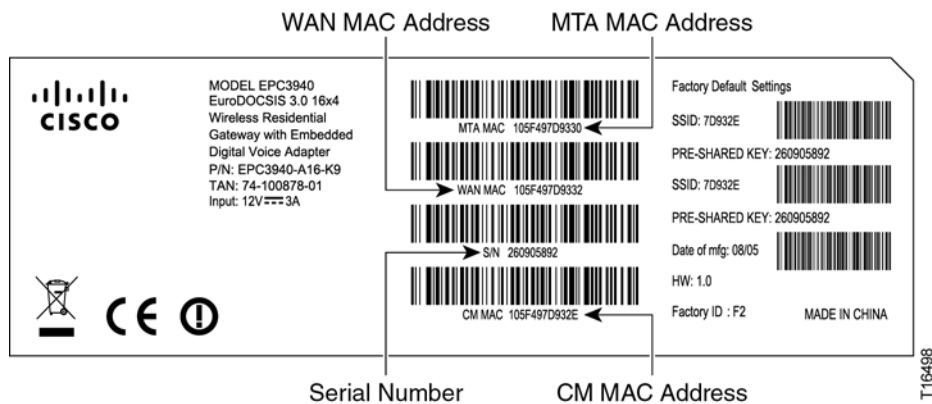 WAN MAC Address
MTA MAC Address
CISCO
MODEL EPC3940
EuroDOCSIS 3.0 16x4
Wireless Residential
Gateway with Embedded
Digital Voice Adapter
P/N: EPC3940-A16-K9
TAN: 74-100878-01
Input: 12V⎓3A
MTA MAC 105F497D9330
WAN MAC 105F497D9332
S/N 260905892
CM MAC 105F497D932E
Factory Default Settings
SSID: 7D932E
PRE-SHARED KEY: 260905892
SSID: 7D932E
PRE-SHARED KEY: 260905892
Date of mfg: 08/05
HW: 1.0
Factory ID : F2
MADE IN CHINA
CE
Serial Number
CM MAC Address
T16498